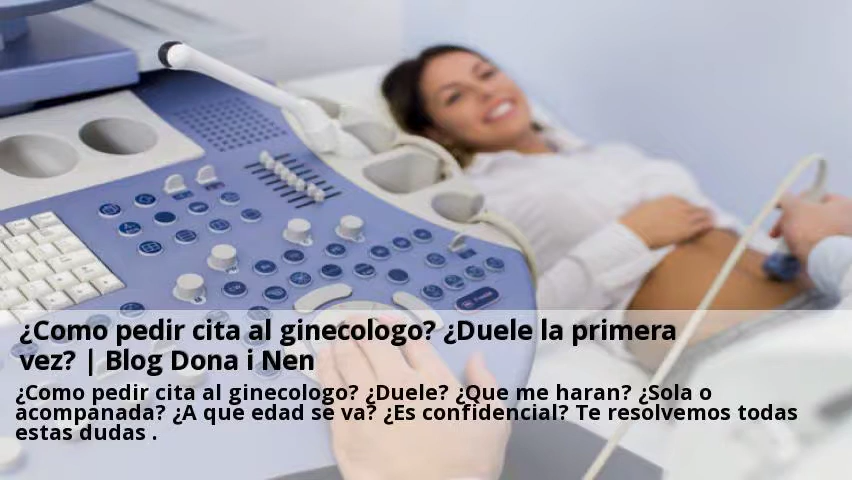 ¿Como pedir cita al ginecologo? ¿Duele la primera
vez? | Blog Dona i Nen
¿Como pedir cita al ginecologo? ¿Duele? ¿Que me haran? ¿Sola o
acompanada? ¿A que edad se va? ¿Es confidencial? Te resolvemos todas
estas dudas .